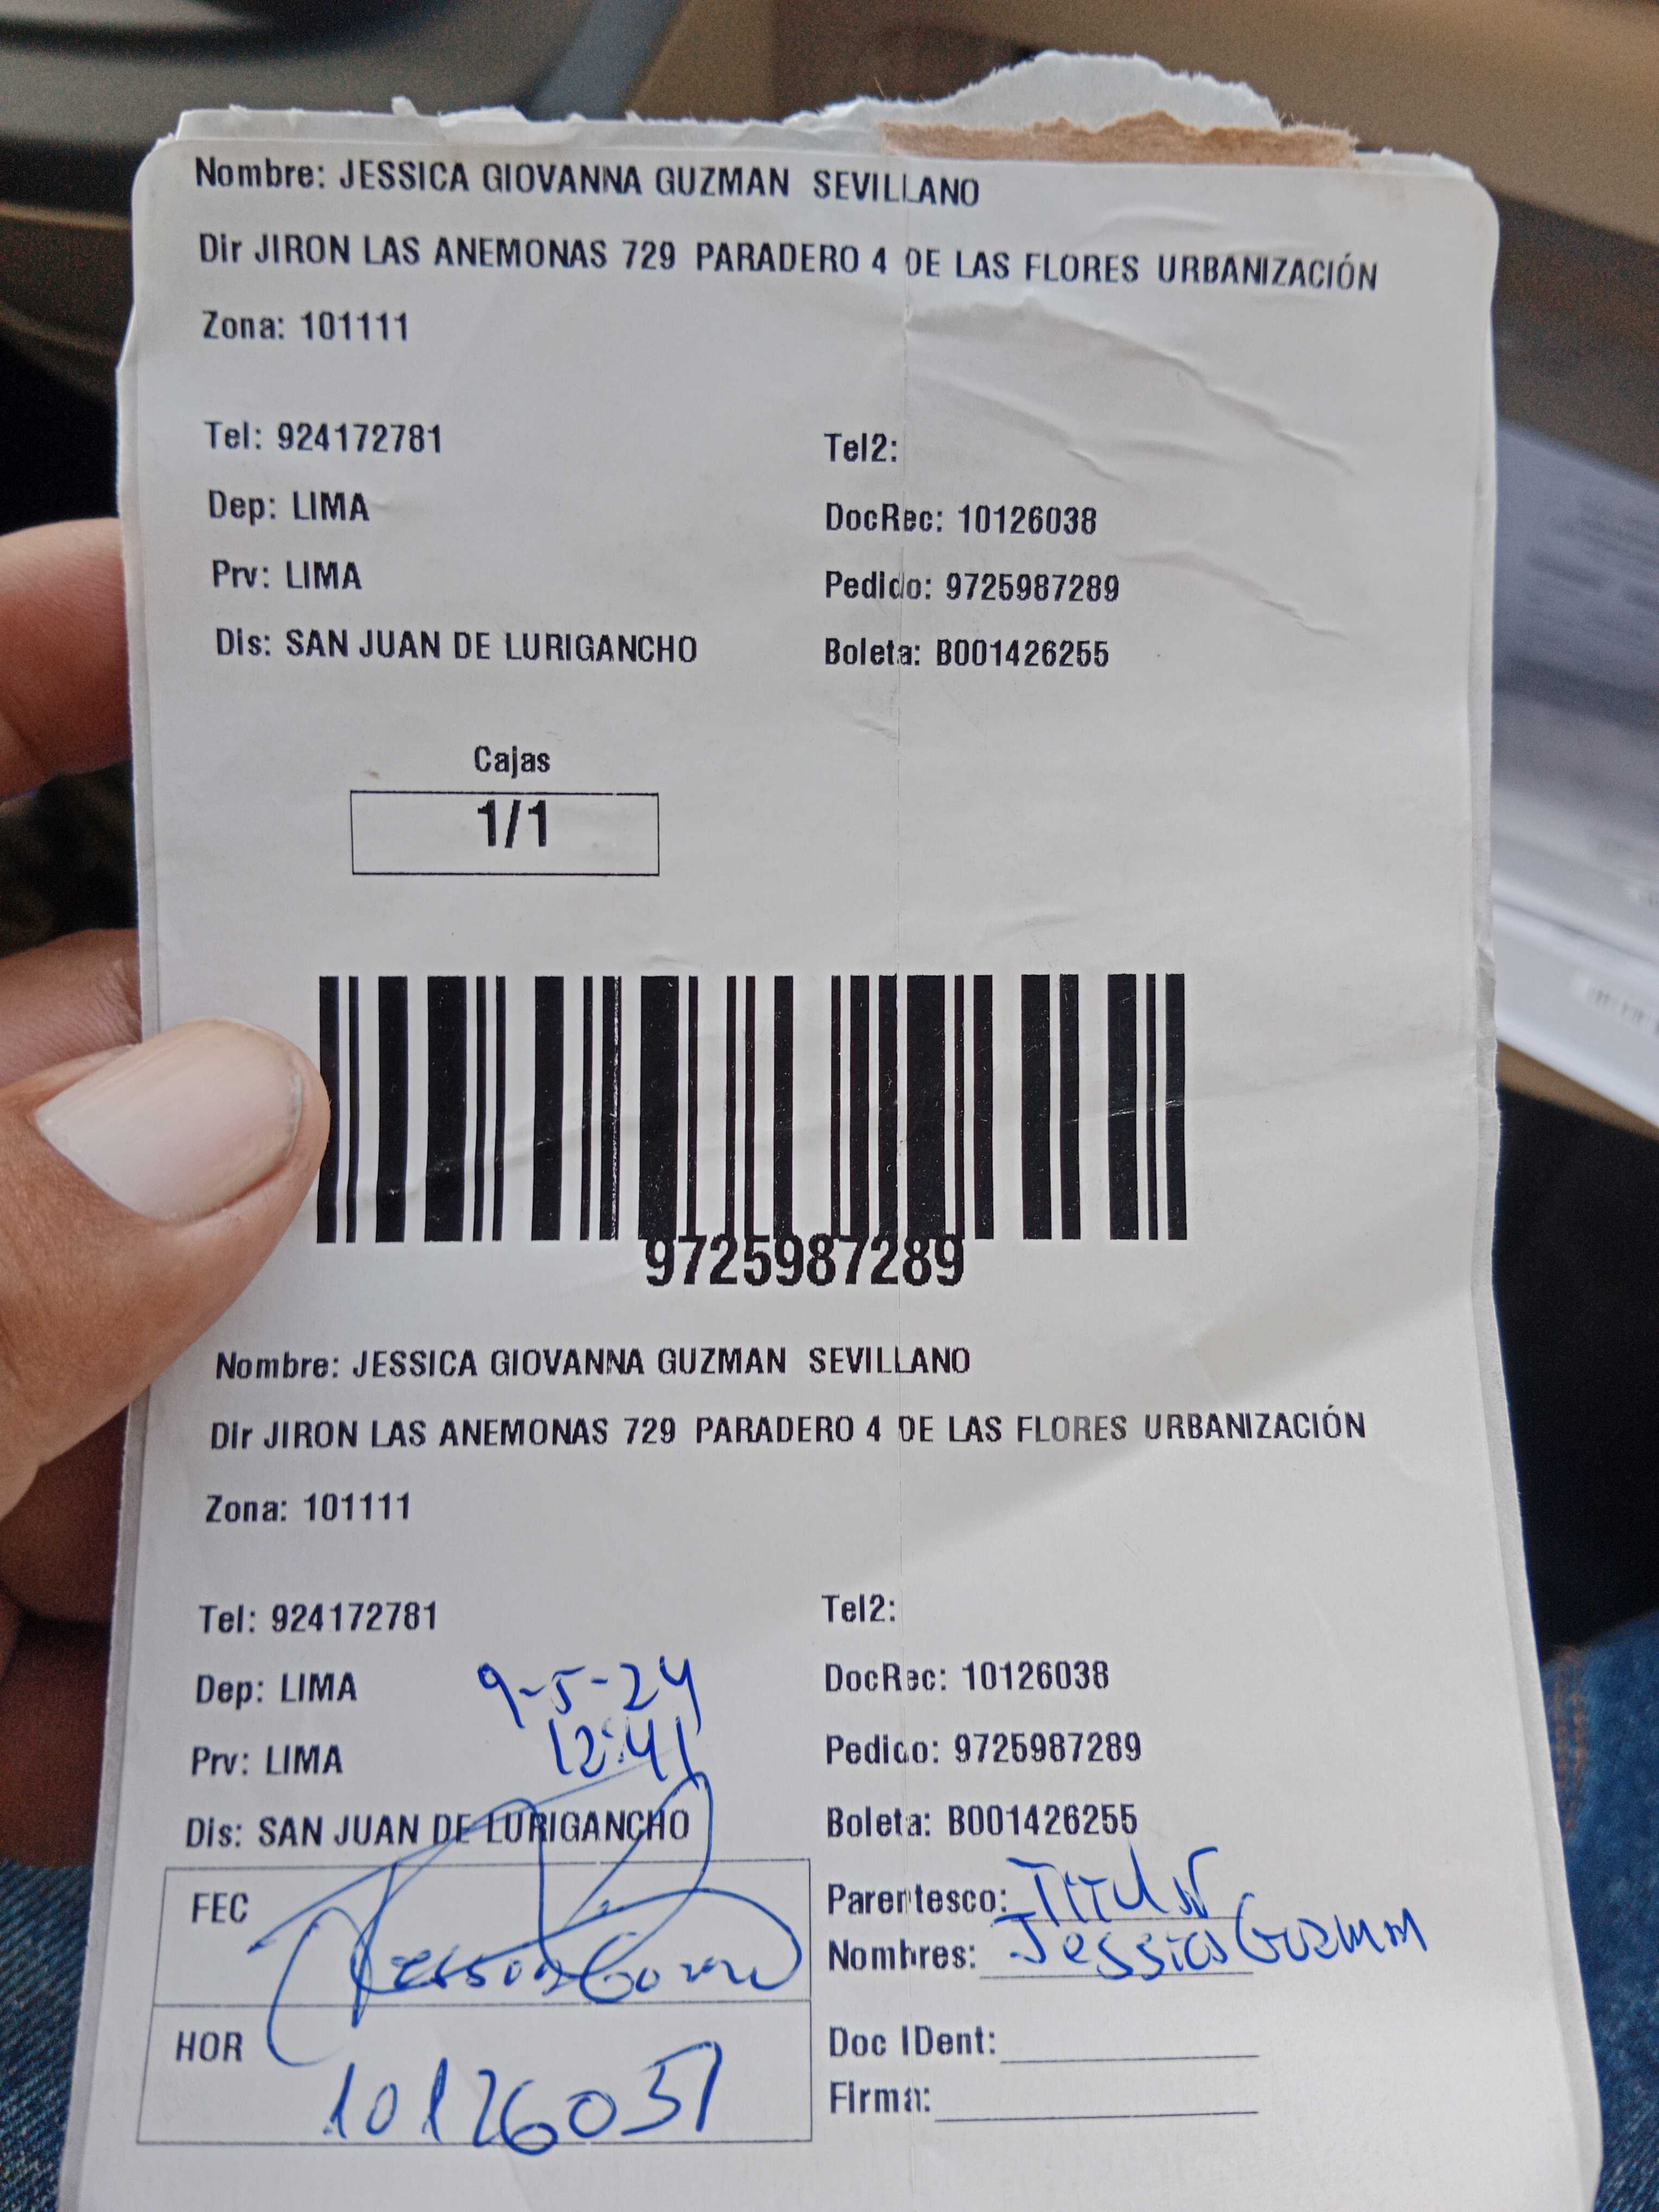 Nombre: JESSICA GIOVANNA GUZMAN SEVILLANO
Dir JIRON LAS ANEMONAS 729 PARADERO 4 DE LAS FLORES URBANIZACIÓN
Zona: 101111
Tel: 924172781 Tel2:
Dep: LIMA DocRec: 10126038
Prv: LIMA Pedido: 9725987289
Dis: SAN JUAN DE LURIGANCHO Boleta: B001426255
Cajas
1/1
9725987289
Nombre: JESSICA GIOVANNA GUZMAN SEVILLANO
Dir JIRON LAS ANEMONAS 729 PARADERO 4 DE LAS FLORES URBANIZACIÓN
Zona: 101111
Tel: 924172781 Tel2:
Dep: LIMA 9-5-24 DocRec: 10126038
Prv: LIMA 12:41 Pedido: 9725987289
Dis: SAN JUAN DE LURIGANCHO Boleta: B001426255
FEC Parentesco:
Nombres: Jessica Guzman
HOR Doc IDent:
Firma: